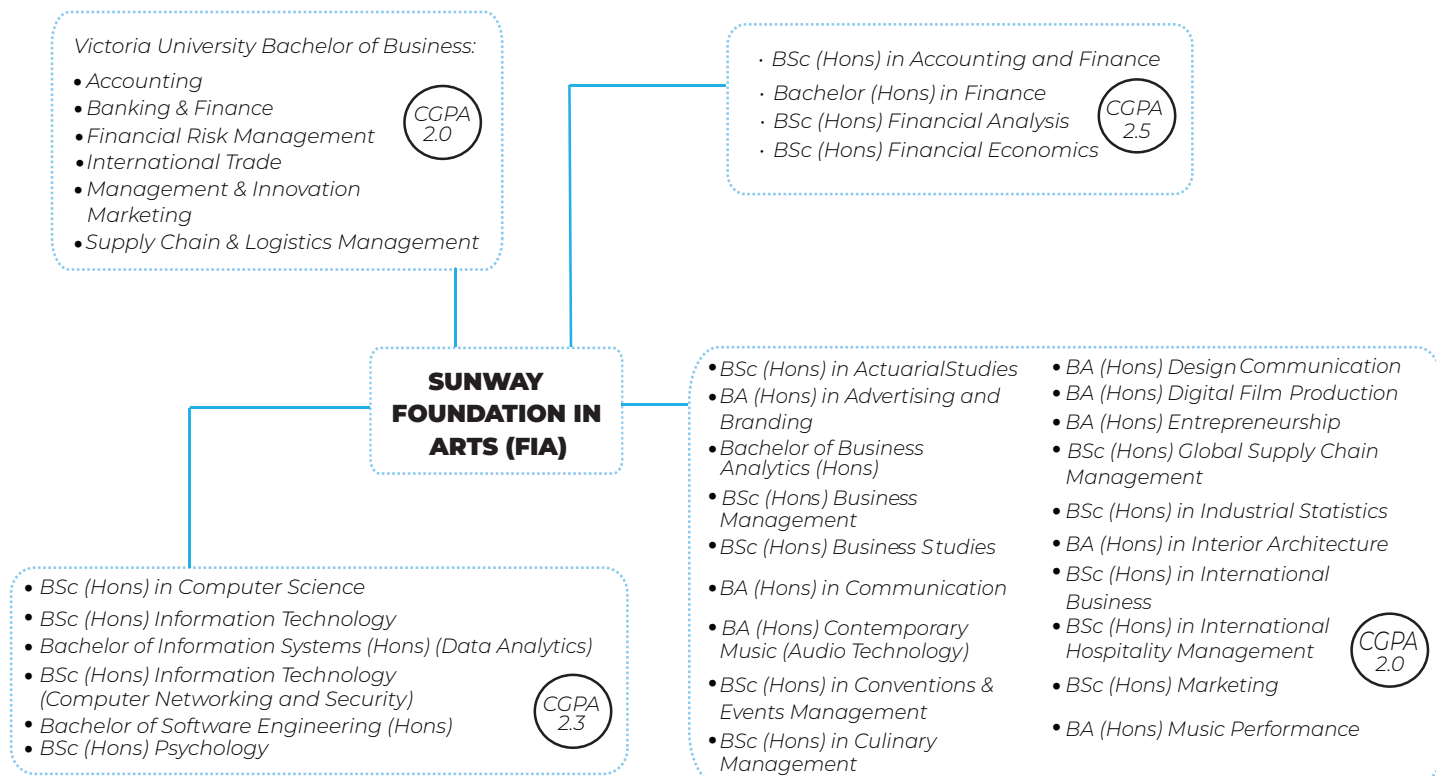 Victoria University Bachelor of Business:
• Accounting
• Banking & Finance
• Financial Risk Management
• International Trade
• Management & Innovation
Marketing
• Supply Chain & Logistics Management
CGPA
2.0
· BSc (Hons) in Accounting and Finance
· Bachelor (Hons) in Finance
· BSc (Hons) Financial Analysis
· BSc (Hons) Financial Economics
CGPA
2.5
SUNWAY
FOUNDATION IN
ARTS (FIA)
• BSc (Hons) in Computer Science
• BSc (Hons) Information Technology
• Bachelor of Information Systems (Hons) (Data Analytics)
• BSc (Hons) Information Technology
(Computer Networking and Security)
• Bachelor of Software Engineering (Hons)
• BSc (Hons) Psychology
CGPA
2.3
• BSc (Hons) in ActuarialStudies
• BA (Hons) in Advertising and
Branding
• Bachelor of Business
Analytics (Hons)
• BSc (Hons) Business
Management
• BSc (Hons) Business Studies
• BA (Hons) in Communication
• BA (Hons) Contemporary
Music (Audio Technology)
• BSc (Hons) in Conventions &
Events Management
• BSc (Hons) in Culinary
Management
• BA (Hons) Design Communication
• BA (Hons) Digital Film Production
• BA (Hons) Entrepreneurship
• BSc (Hons) Global Supply Chain
Management
• BSc (Hons) in Industrial Statistics
• BA (Hons) in Interior Architecture
• BSc (Hons) in International
Business
• BSc (Hons) in International
Hospitality Management
• BSc (Hons) Marketing
• BA (Hons) Music Performance
CGPA
2.0